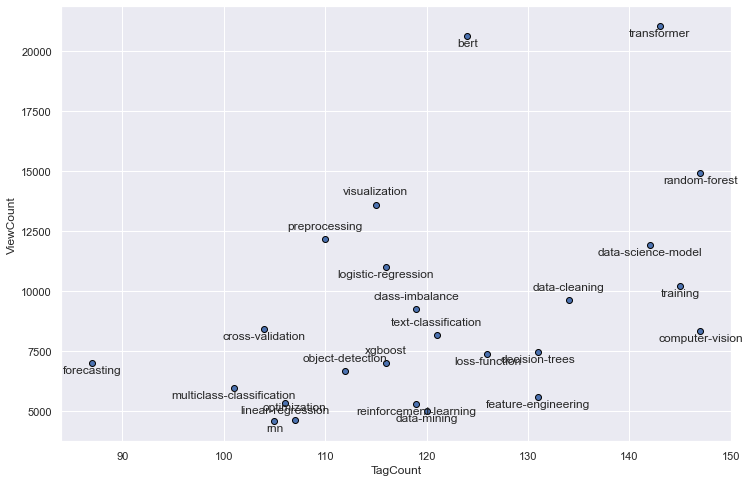 20000
17500
15000
12500
10000
7500
5000
ViewCount
transformer
bert
random-forest
visualization
preprocessing
data-science-model
logistic-regression
data-cleaning
training
class-imbalance
text-classification
cross-validation
computer-vision
xgboost
object-detection
loss-function
decision-trees
forecasting
multiclass-classification
feature-engineering
optimization
linear-regression
reinforcement-learning
data-mining
rnn
90
100
110
120
130
140
150
TagCount